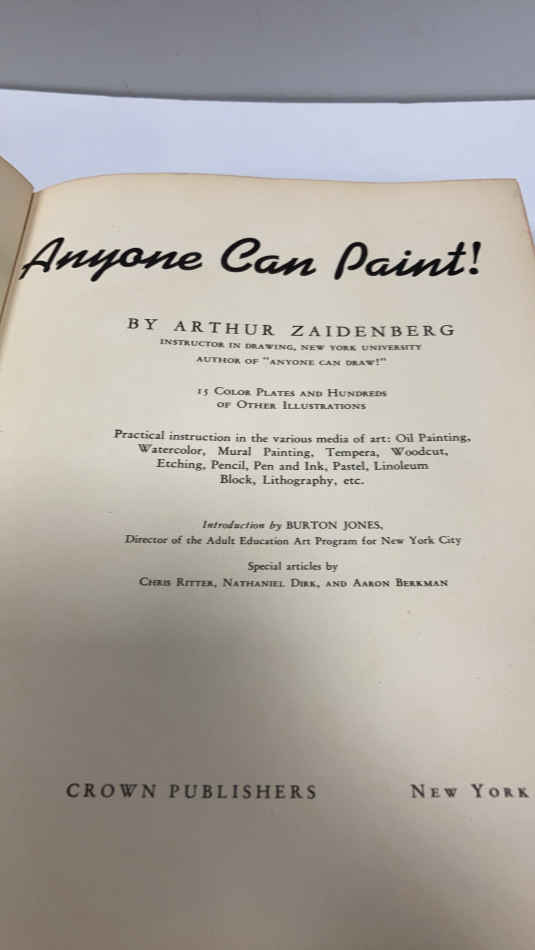 Anyone Can Paint!
BY ARTHUR ZAIDENBERG
INSTRUCTOR IN DRAWING, NEW YORK UNIVERSITY
AUTHOR OF "ANYONE CAN DRAW!"
15 COLOR PLATES AND HUNDREDS
OF OTHER ILLUSTRATIONS
Practical instruction in the various media of art: Oil Painting,
Watercolor, Mural Painting, Tempera, Woodcut,
Etching, Pencil, Pen and Ink, Pastel, Linoleum
Block, Lithography, etc.
Introduction by BURTON JONES,
Director of the Adult Education Art Program for New York City
Special articles by
CHRIS RITTER, NATHANIEL DIRK, AND AARON BERKMAN
CROWN PUBLISHERS NEW YORK